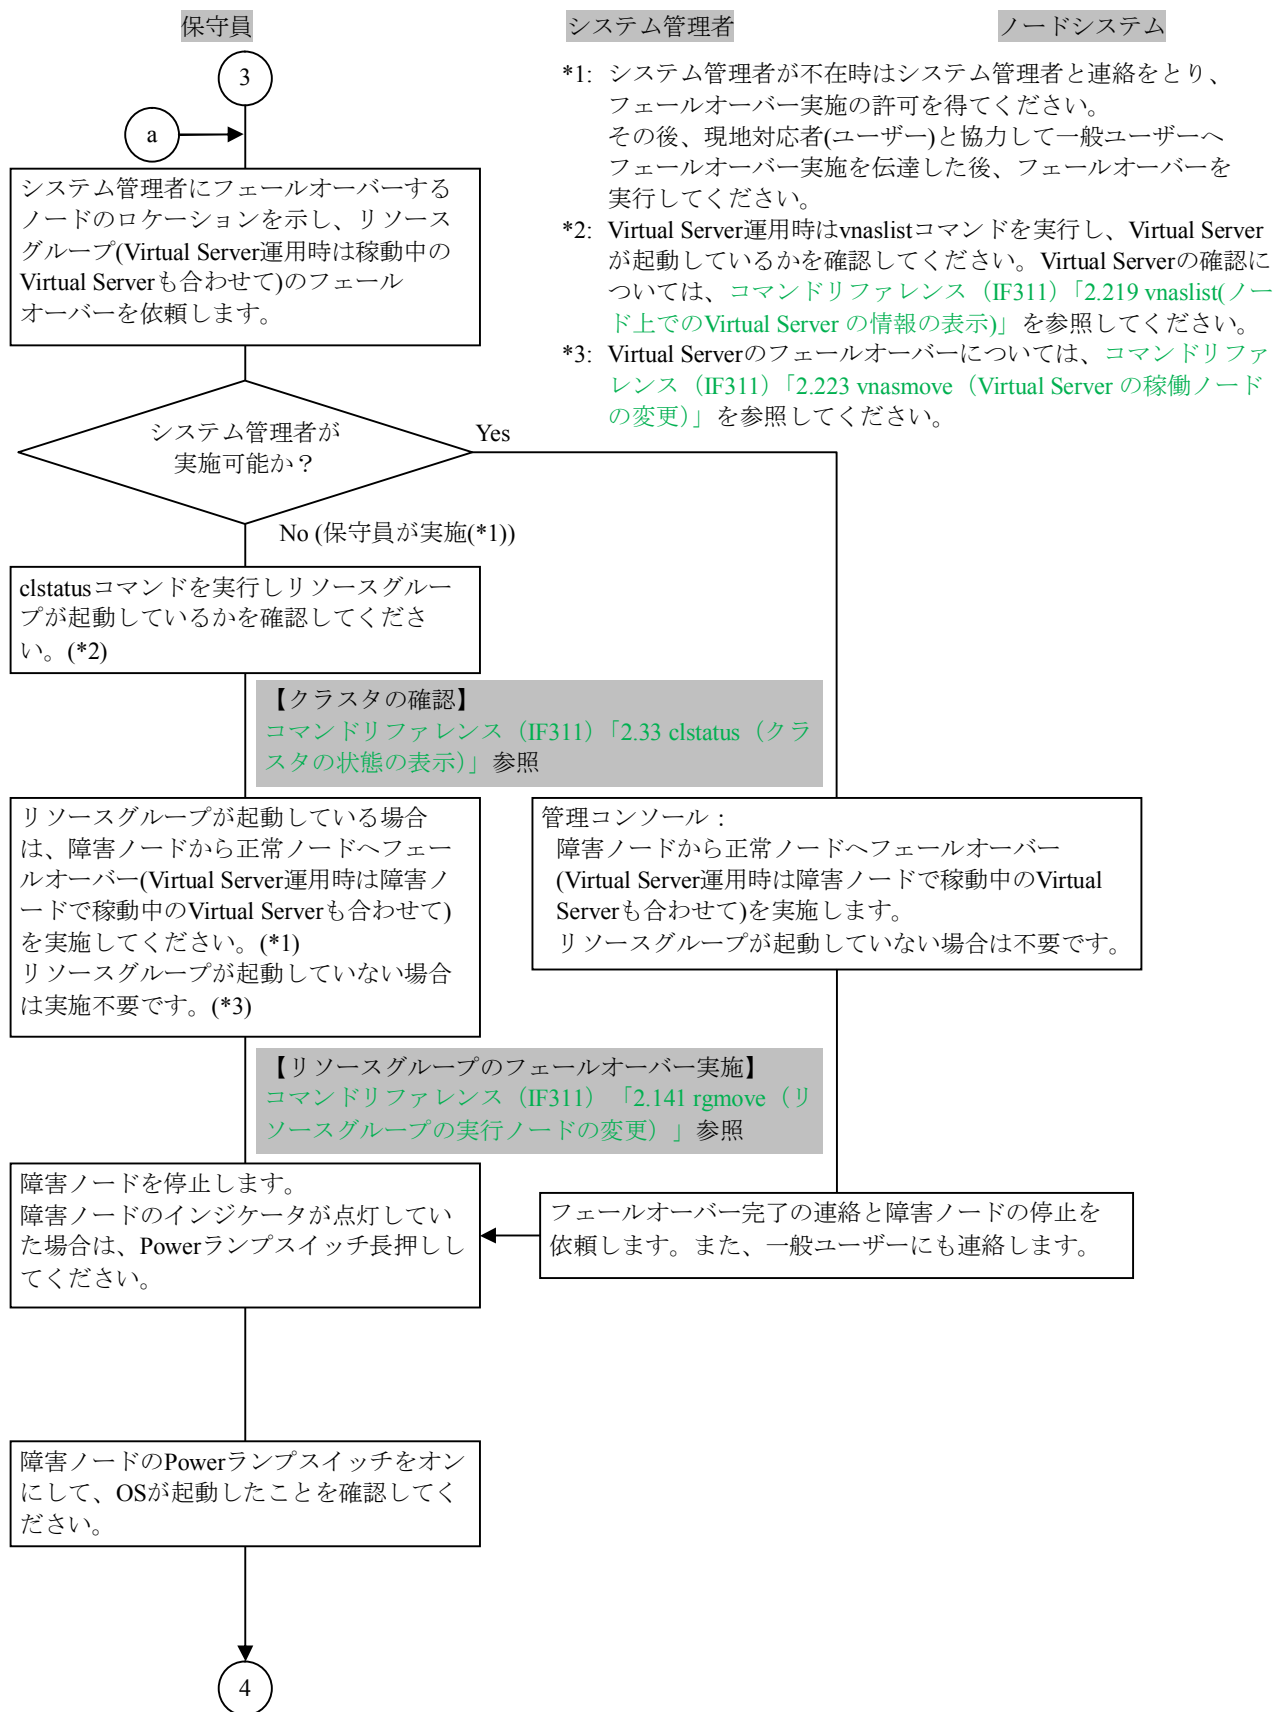 保守員
システム管理者
ノードシステム
3
a
システム管理者にフェールオーバーする
ノードのロケーションを示し、リソース
グループ(Virtual Server運用時は稼動中の
Virtual Serverも合わせて)のフェール
オーバーを依頼します。
*1: システム管理者が不在時はシステム管理者と連絡をとり、
フェールオーバー実施の許可を得てください。
その後、現地対応者(ユーザー)と協力して一般ユーザーへ
フェールオーバー実施を伝達した後、フェールオーバーを
実行してください。
*2: Virtual Server運用時はvnaslistコマンドを実行し、Virtual Server
が起動しているかを確認してください。Virtual Serverの確認に
ついては、コマンドリファレンス（IF311）「2.219 vnaslist(ノー
ド上でのVirtual Server の情報の表示)」を参照してください。
*3: Virtual Serverのフェールオーバーについては、コマンドリファ
レンス（IF311）「2.223 vnasmove（Virtual Server の稼働ノード
の変更）」を参照してください。
システム管理者が
実施可能か？
Yes
No (保守員が実施(*1))
clstatusコマンドを実行しリソースグルー
プが起動しているかを確認してくださ
い。(*2)
【クラスタの確認】
コマンドリファレンス（IF311）「2.33 clstatus（クラ
スタの状態の表示）」参照
リソースグループが起動している場合
は、障害ノードから正常ノードへフェー
ルオーバー(Virtual Server運用時は障害ノ
ードで稼動中のVirtual Serverも合わせて)
を実施してください。(*1)
リソースグループが起動していない場合
は実施不要です。(*3)
管理コンソール：
障害ノードから正常ノードへフェールオーバー
(Virtual Server運用時は障害ノードで稼動中のVirtual
Serverも合わせて)を実施します。
リソースグループが起動していない場合は不要です。
【リソースグループのフェールオーバー実施】
コマンドリファレンス（IF311）「2.141 rgmove（リ
ソースグループの実行ノードの変更）」参照
障害ノードを停止します。
障害ノードのインジケータが点灯してい
た場合は、Powerランプスイッチ長押しし
てください。
フェールオーバー完了の連絡と障害ノードの停止を
依頼します。また、一般ユーザーにも連絡します。
障害ノードのPowerランプスイッチをオン
にして、OSが起動したことを確認してく
ださい。
4